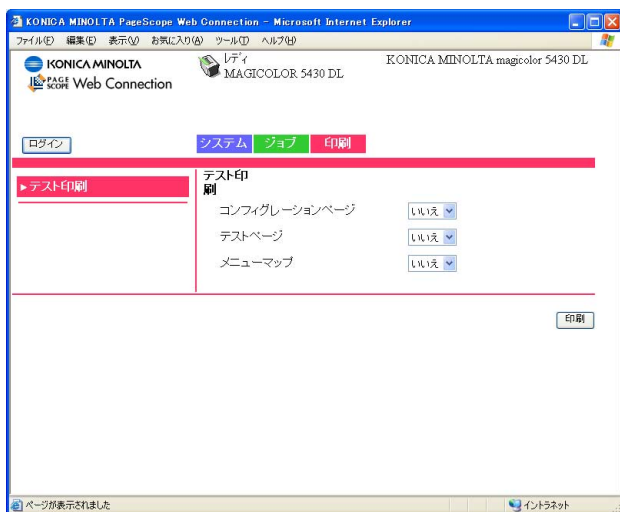 KONICA MINOLTA PageScope Web Connection - Microsoft Internet Explorer
ファイル(F) 編集(E) 表示(V) お気に入り(A) ツール(T) ヘルプ(H)
KONICA MINOLTA
PAGE SCOPE Web Connection
レディ
MAGICOLOR 5430 DL
KONICA MINOLTA magicolor 5430 DL
ログイン
システム ジョブ 印刷
▸テスト印刷
テスト印
刷
コンフィグレーションページ いいえ
テストページ いいえ
メニューマップ いいえ
印刷
ページが表示されました イントラネット